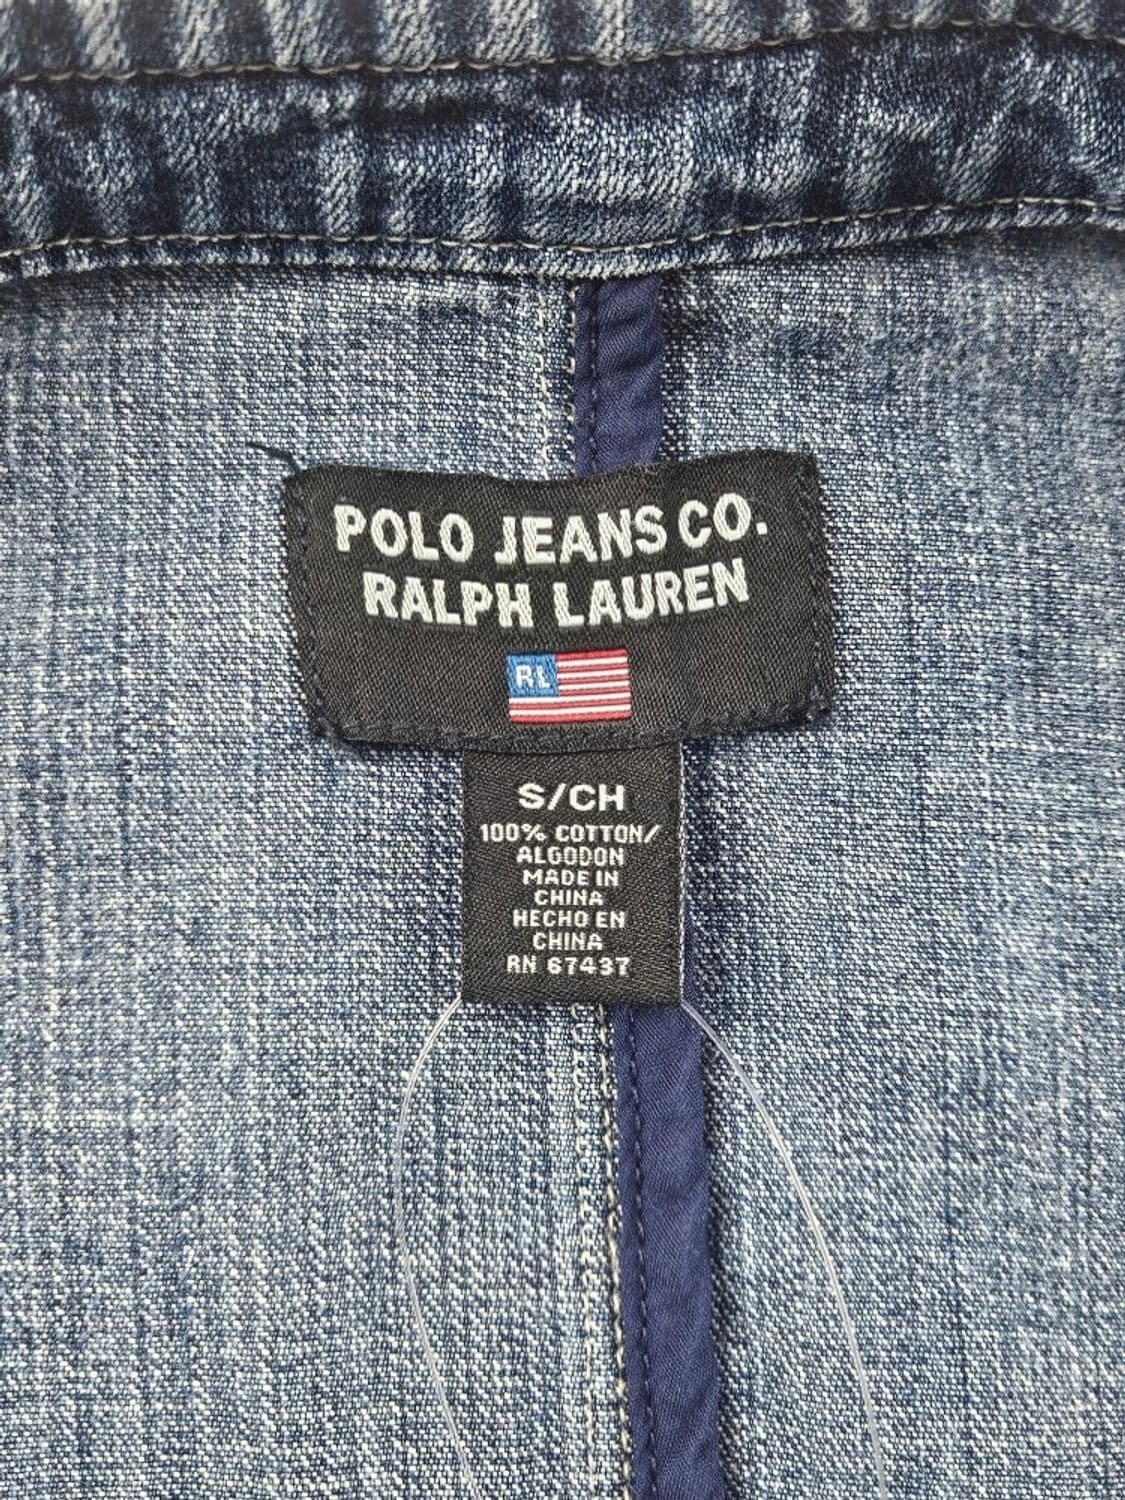 POLO JEANS CO.
RALPH LAUREN
RL
S/CH
100% COTTON/
ALGODON
MADE IN
CHINA
HECHO EN
CHINA
RN 67437